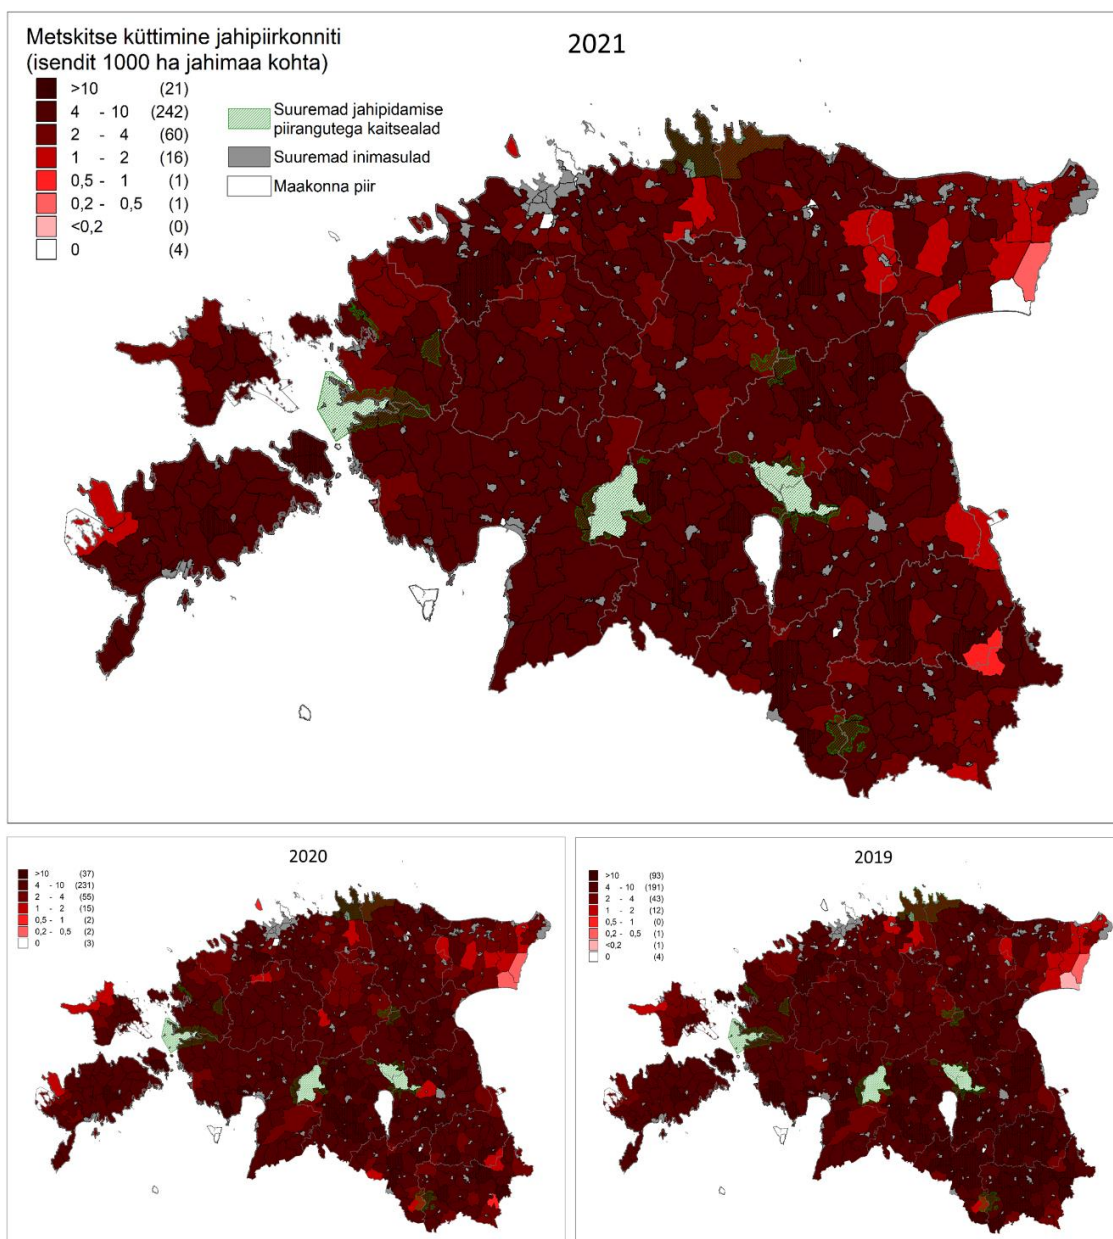 Metskitse küttimine jahipiirkonniti
(isendit 1000 ha jahimaa kohta)
>10 (21)
4 - 10 (242)
2 - 4 (60)
1 - 2 (16)
0,5 - 1 (1)
0,2 - 0,5 (1)
<0,2 (0)
0 (4)
Suuremad jahipidamise
piirangutega kaitsealad
Suuremad inimasulad
Maakonna piir
2021
2020
>10 (37)
4 - 10 (231)
2 - 4 (55)
1 - 2 (15)
0,5 - 1 (2)
0,2 - 0,5 (2)
0 (3)
2019
>10 (93)
4 - 10 (191)
2 - 4 (43)
1 - 2 (12)
0,5 - 1 (0)
0,2 - 0,5 (1)
<0,2 (1)
0 (4)